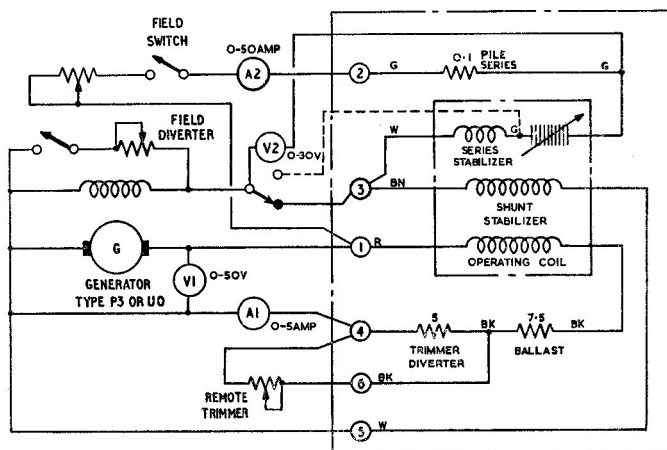 FIELD
SWITCH
0-50AMP
A2
2
G
0·1
PILE
SERIES
G
FIELD
DIVERTER
V2
0-30V
W
G
SERIES
STABILIZER
3
BN
SHUNT
STABILIZER
G
1
R
OPERATING COIL
GENERATOR
TYPE P3 OR UO
V1
0-50V
A1
0-5AMP
4
5
TRIMMER
DIVERTER
BK
7·5
BALLAST
BK
REMOTE
TRIMMER
6
BK
5
W